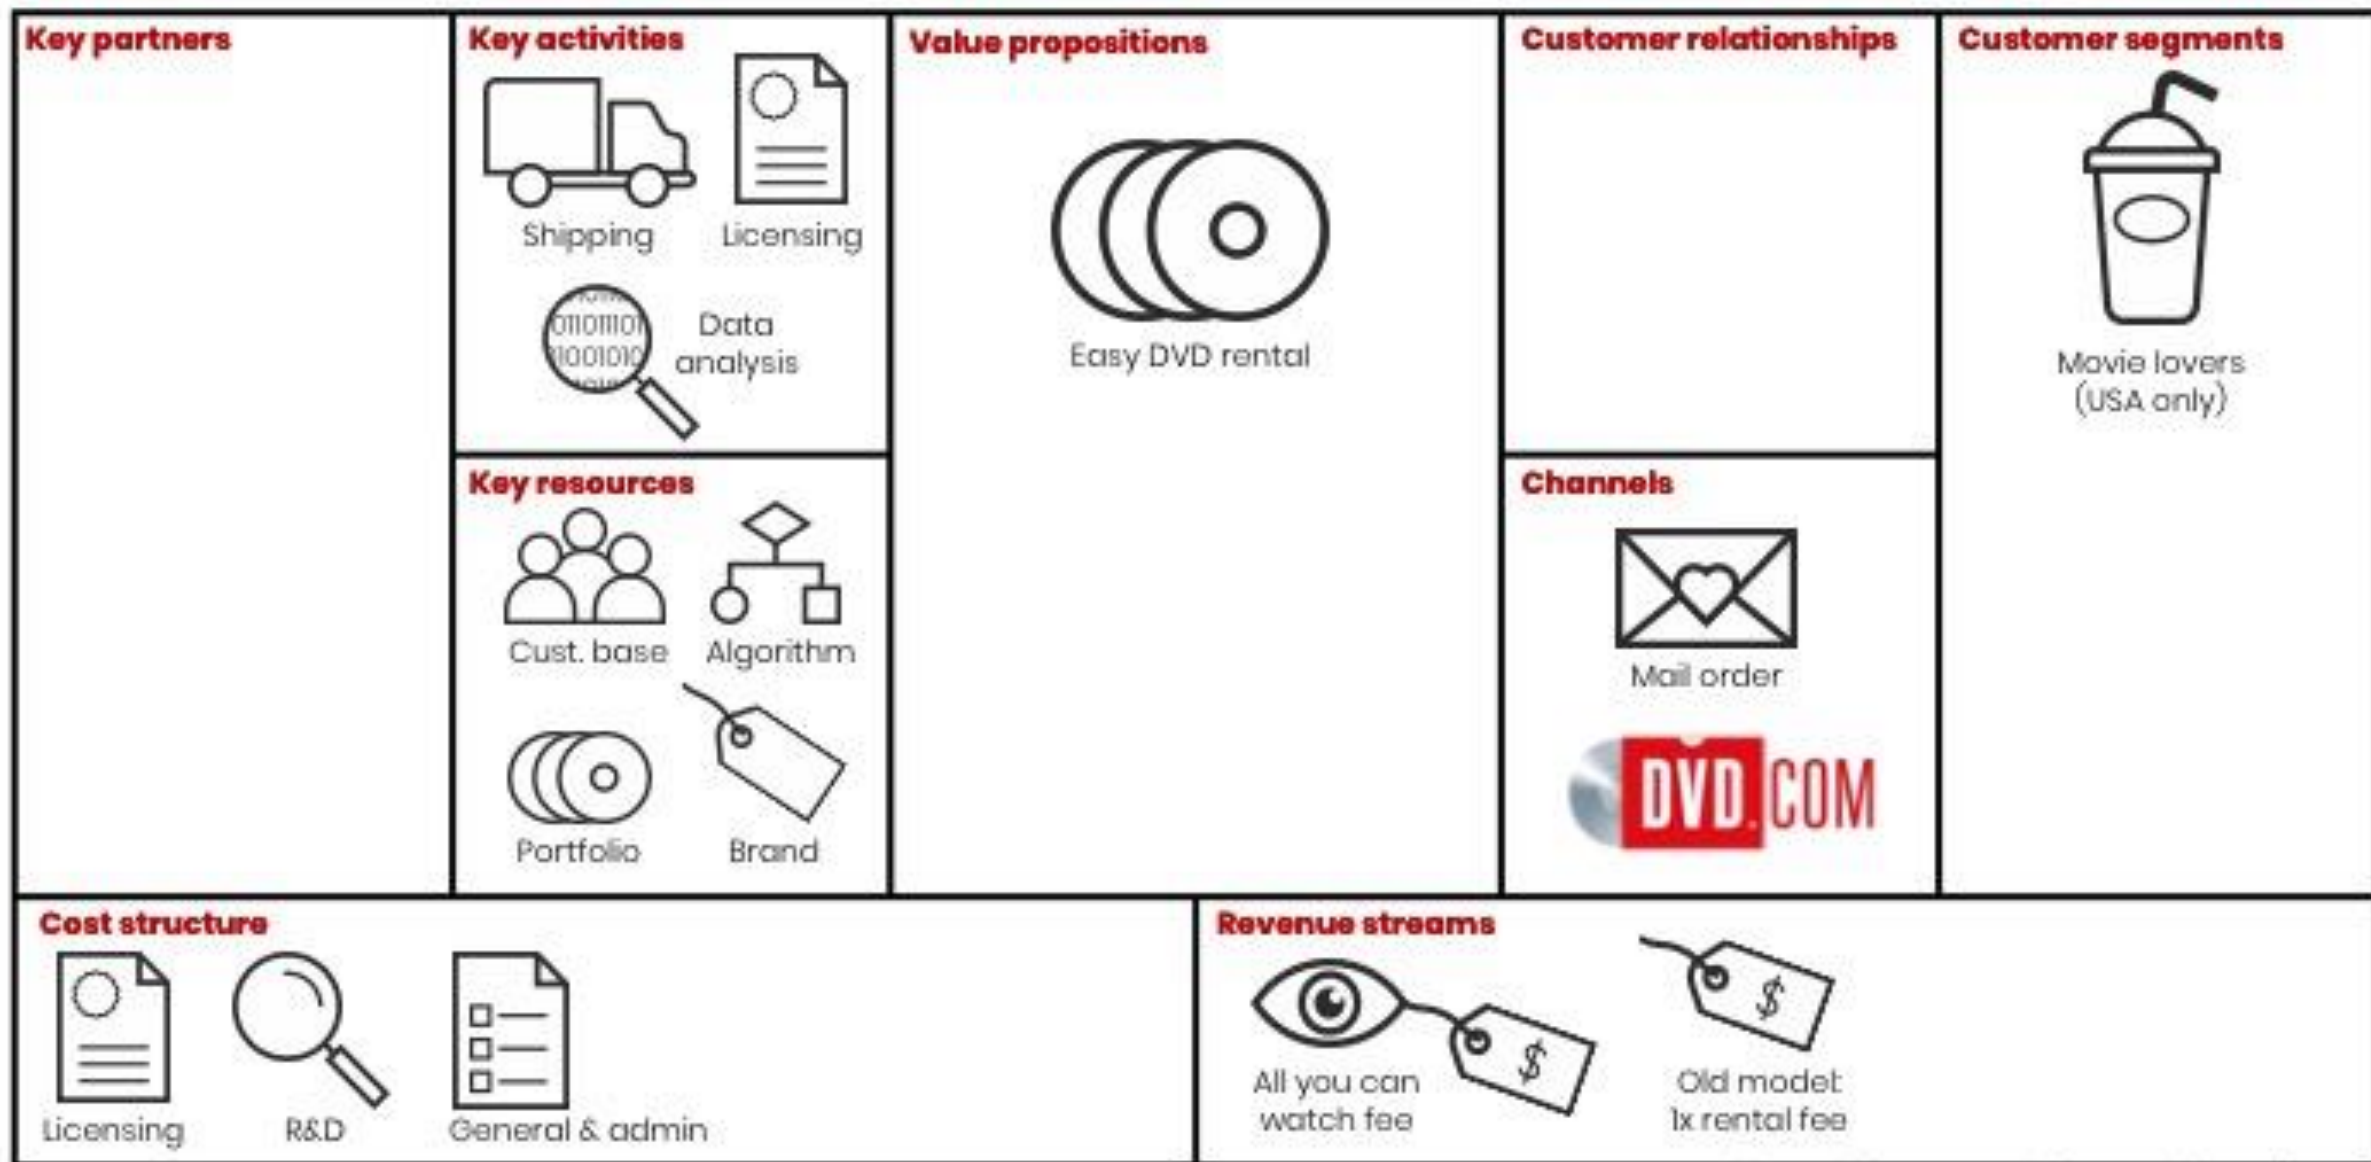 Key partners
Key activities
Shipping
Licensing
011011101
11001010
Data
analysis
Key resources
Cust. base
Algorithm
Portfolio
Brand
Value propositions
Easy DVD rental
Customer relationships
Channels
Mail order
DVD.COM
Customer segments
Movie lovers
(USA only)
Cost structure
Licensing
R&D
General & admin
Revenue streams
$
All you can
watch fee
$
Old model:
1x rental fee